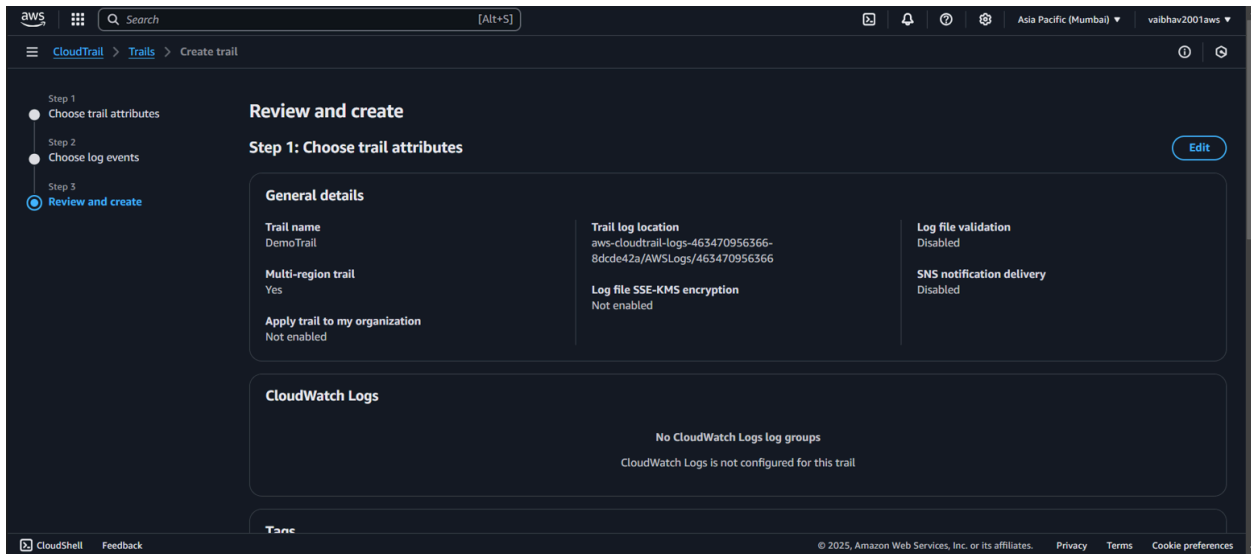 aws
Search
[Alt+S]
Asia Pacific (Mumbai) ▼
vaibhav2001aws ▼
CloudTrail > Trails > Create trail
Step 1
Choose trail attributes
Step 2
Choose log events
Step 3
Review and create
Review and create
Step 1: Choose trail attributes
Edit
General details
Trail name
DemoTrail
Multi-region trail
Yes
Apply trail to my organization
Not enabled
Trail log location
aws-cloudtrail-logs-463470956366-
8dcde42a/AWSLogs/463470956366
Log file SSE-KMS encryption
Not enabled
Log file validation
Disabled
SNS notification delivery
Disabled
CloudWatch Logs
No CloudWatch Logs log groups
CloudWatch Logs is not configured for this trail
Tags
CloudShell
Feedback
© 2025, Amazon Web Services, Inc. or its affiliates.
Privacy
Terms
Cookie preferences